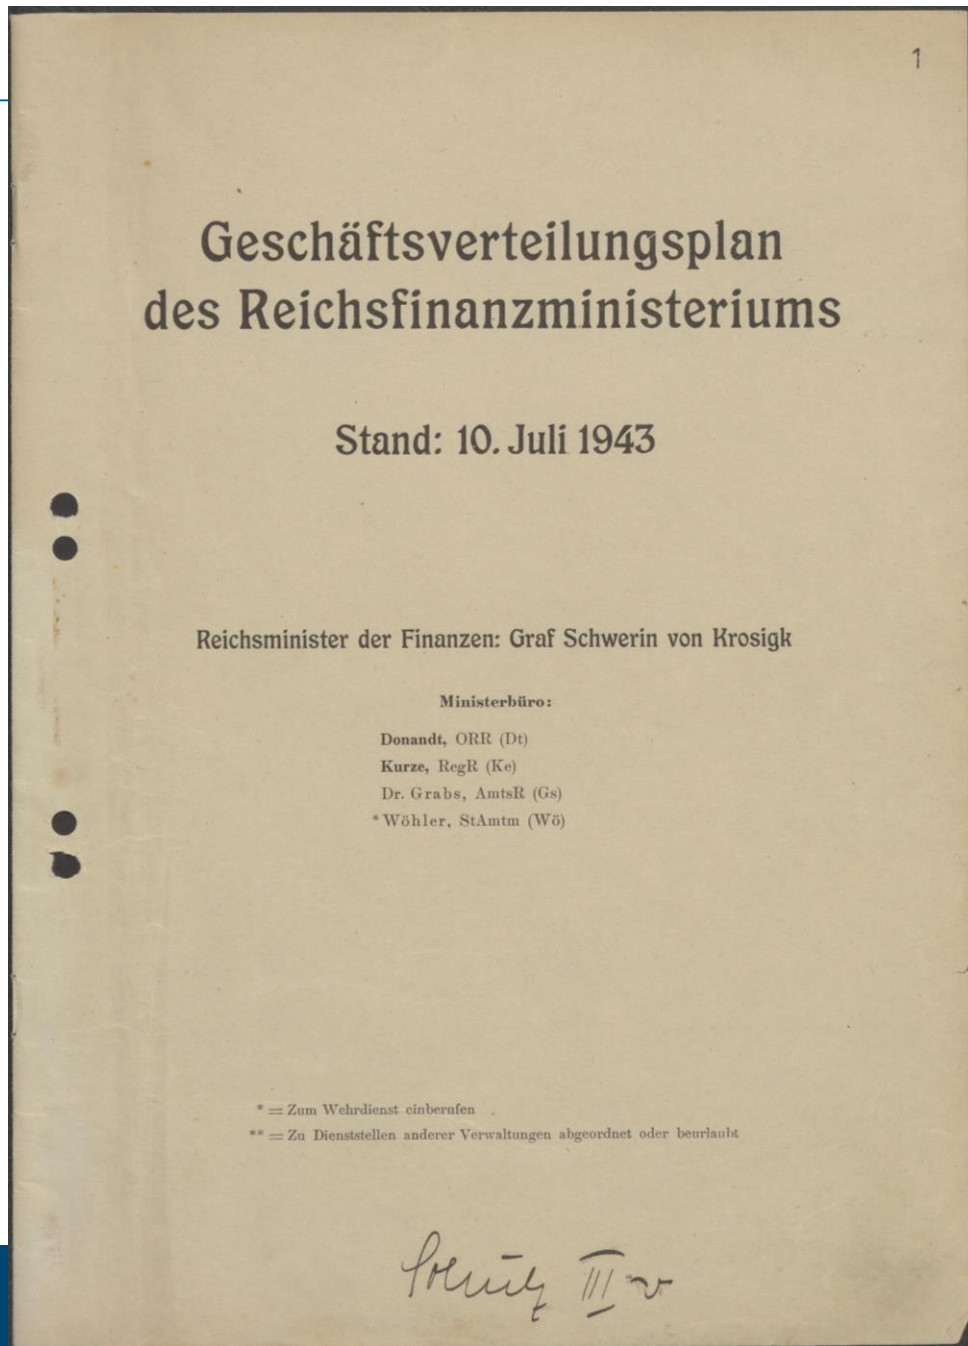 1
Geschäftsverteilungsplan
des Reichsfinanzministeriums
Stand: 10. Juli 1943
Reichsminister der Finanzen: Graf Schwerin von Krosigk
Ministerbüro:
Donandt, ORR (Dt)
Kurze, RegR (Ke)
Dr. Grabs, AmtsR (Gs)
* Wöhler, StAmtm (Wö)
* = Zum Wehrdienst einberufen
** = Zu Dienststellen anderer Verwaltungen abgeordnet oder beurlaubt
III